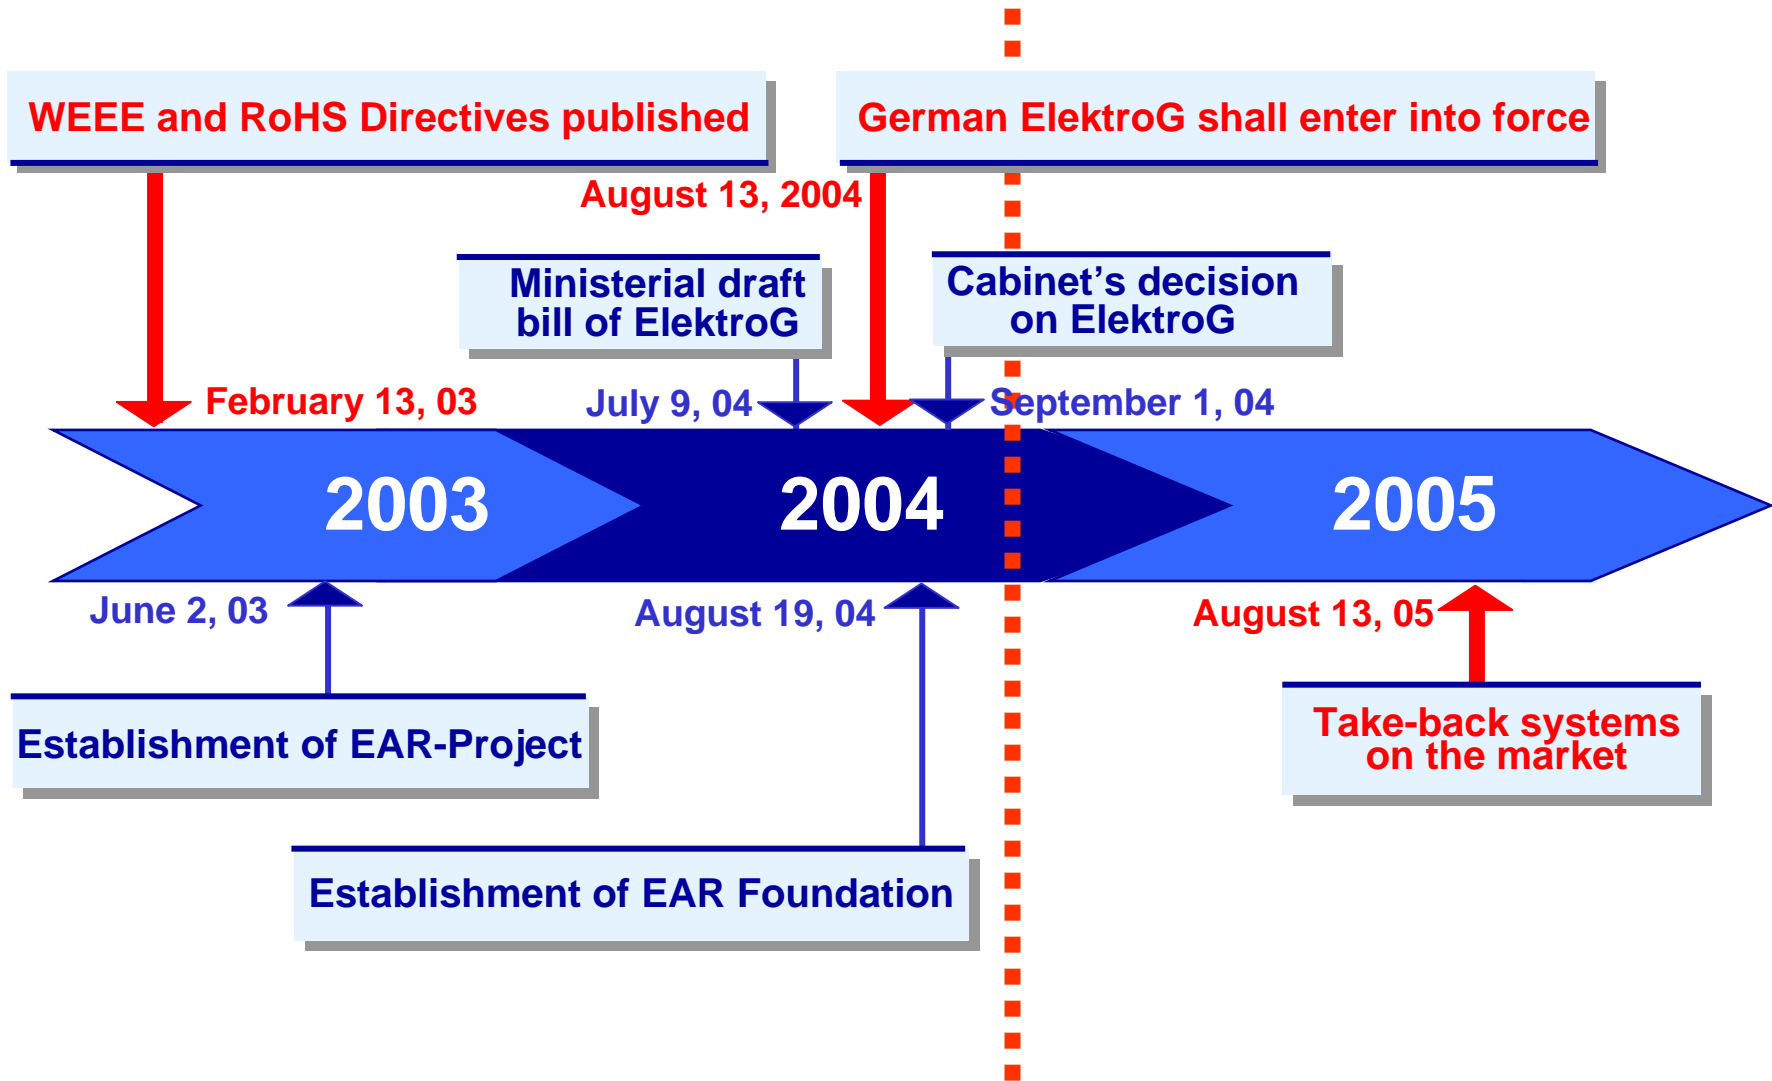 WEEE and RoHS Directives published
German ElektroG shall enter into force
August 13, 2004
Ministerial draft
bill of ElektroG
Cabinet’s decision
on ElektroG
February 13, 03
July 9, 04
September 1, 04
2003
2004
2005
June 2, 03
August 19, 04
August 13, 05
Establishment of EAR-Project
Take-back systems
on the market
Establishment of EAR Foundation